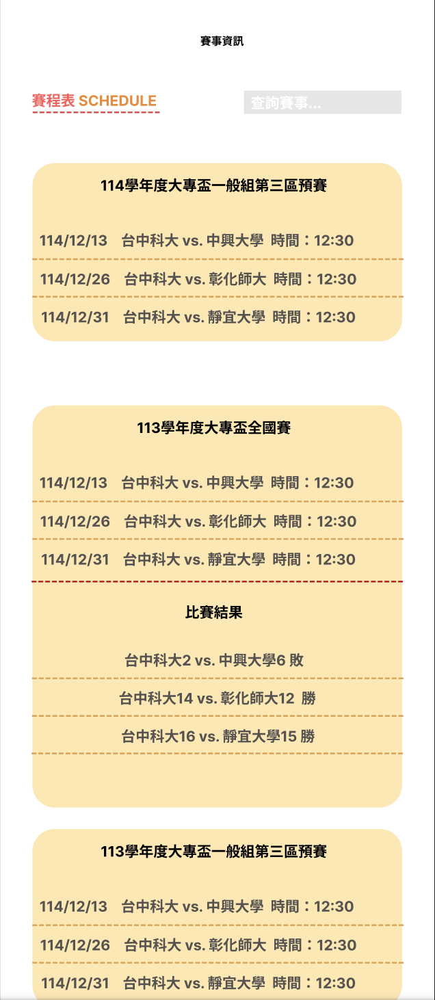 賽事資訊
賽程表 SCHEDULE
查詢賽事...
114學年度大專盃一般組第三區預賽
114/12/13 台中科大 vs. 中興大學 時間：12:30
114/12/26 台中科大 vs. 彰化師大 時間：12:30
114/12/31 台中科大 vs. 靜宜大學 時間：12:30
113學年度大專盃全國賽
114/12/13 台中科大 vs. 中興大學 時間：12:30
114/12/26 台中科大 vs. 彰化師大 時間：12:30
114/12/31 台中科大 vs. 靜宜大學 時間：12:30
比賽結果
台中科大2 vs. 中興大學6 敗
台中科大14 vs. 彰化師大12 勝
台中科大16 vs. 靜宜大學15 勝
113學年度大專盃一般組第三區預賽
114/12/13 台中科大 vs. 中興大學 時間：12:30
114/12/26 台中科大 vs. 彰化師大 時間：12:30
114/12/31 台中科大 vs. 靜宜大學 時間：12:30